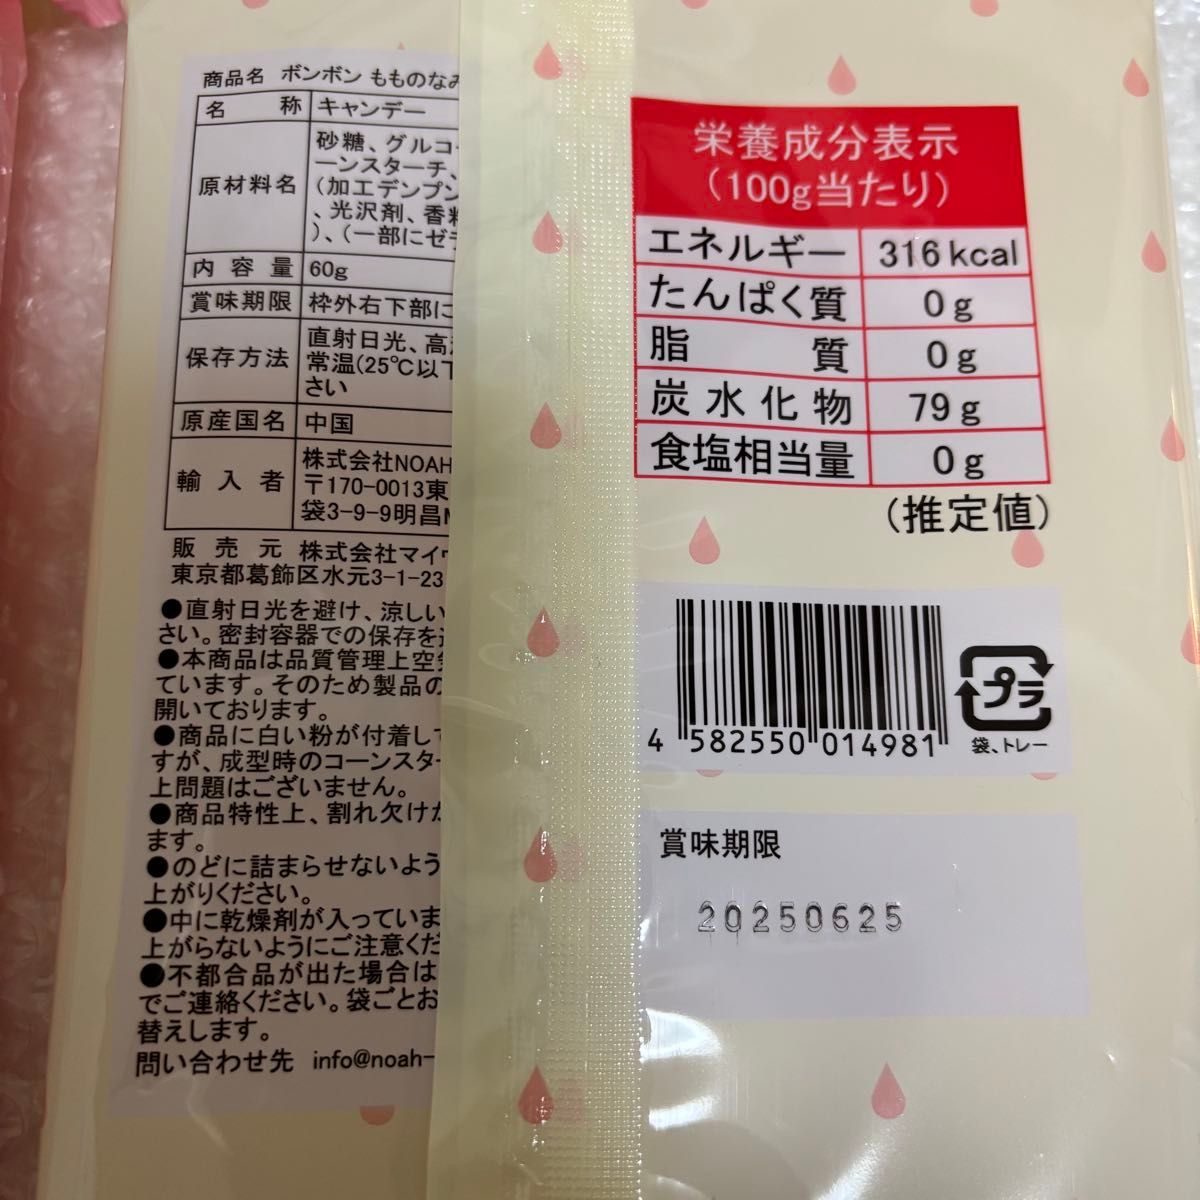 商品名 ボンボン もものなみ
名 称 キャンデー
原材料名 砂糖、グルコ
ーンスターチ、
(加工デンプン
、光沢剤、香料
)、(一部にゼラ
内容量 60g
賞味期限 枠外右下部に
保存方法 直射日光、高
常温(25℃以下
さい
原産国名 中国
輸入者 株式会社NOAH
〒170-0013東
袋3-9-9明昌
販売元 株式会社マイ
東京都葛飾区水元3-1-23
●直射日光を避け、涼しい
さい。密封容器での保存を
●本商品は品質管理上空気
ています。そのため製品の
開いております。
●商品に白い粉が付着して
すが、成型時のコーンスター
上問題はございません。
●商品特性上、割れ欠けが
ます。
●のどに詰まらせないよう
上がりください。
●中に乾燥剤が入っていま
上がらないようにご注意くだ
●不都合品が出た場合は
でご連絡ください。袋ごとお
替えします。
問い合わせ先 info@noah-
栄養成分表示
(100g当たり)
エネルギー 316kcal
たんぱく質 0g
脂質 0g
炭水化物 79g
食塩相当量 0g
(推定値)
4 582550 014981
プラ
袋、トレー
賞味期限
20250625